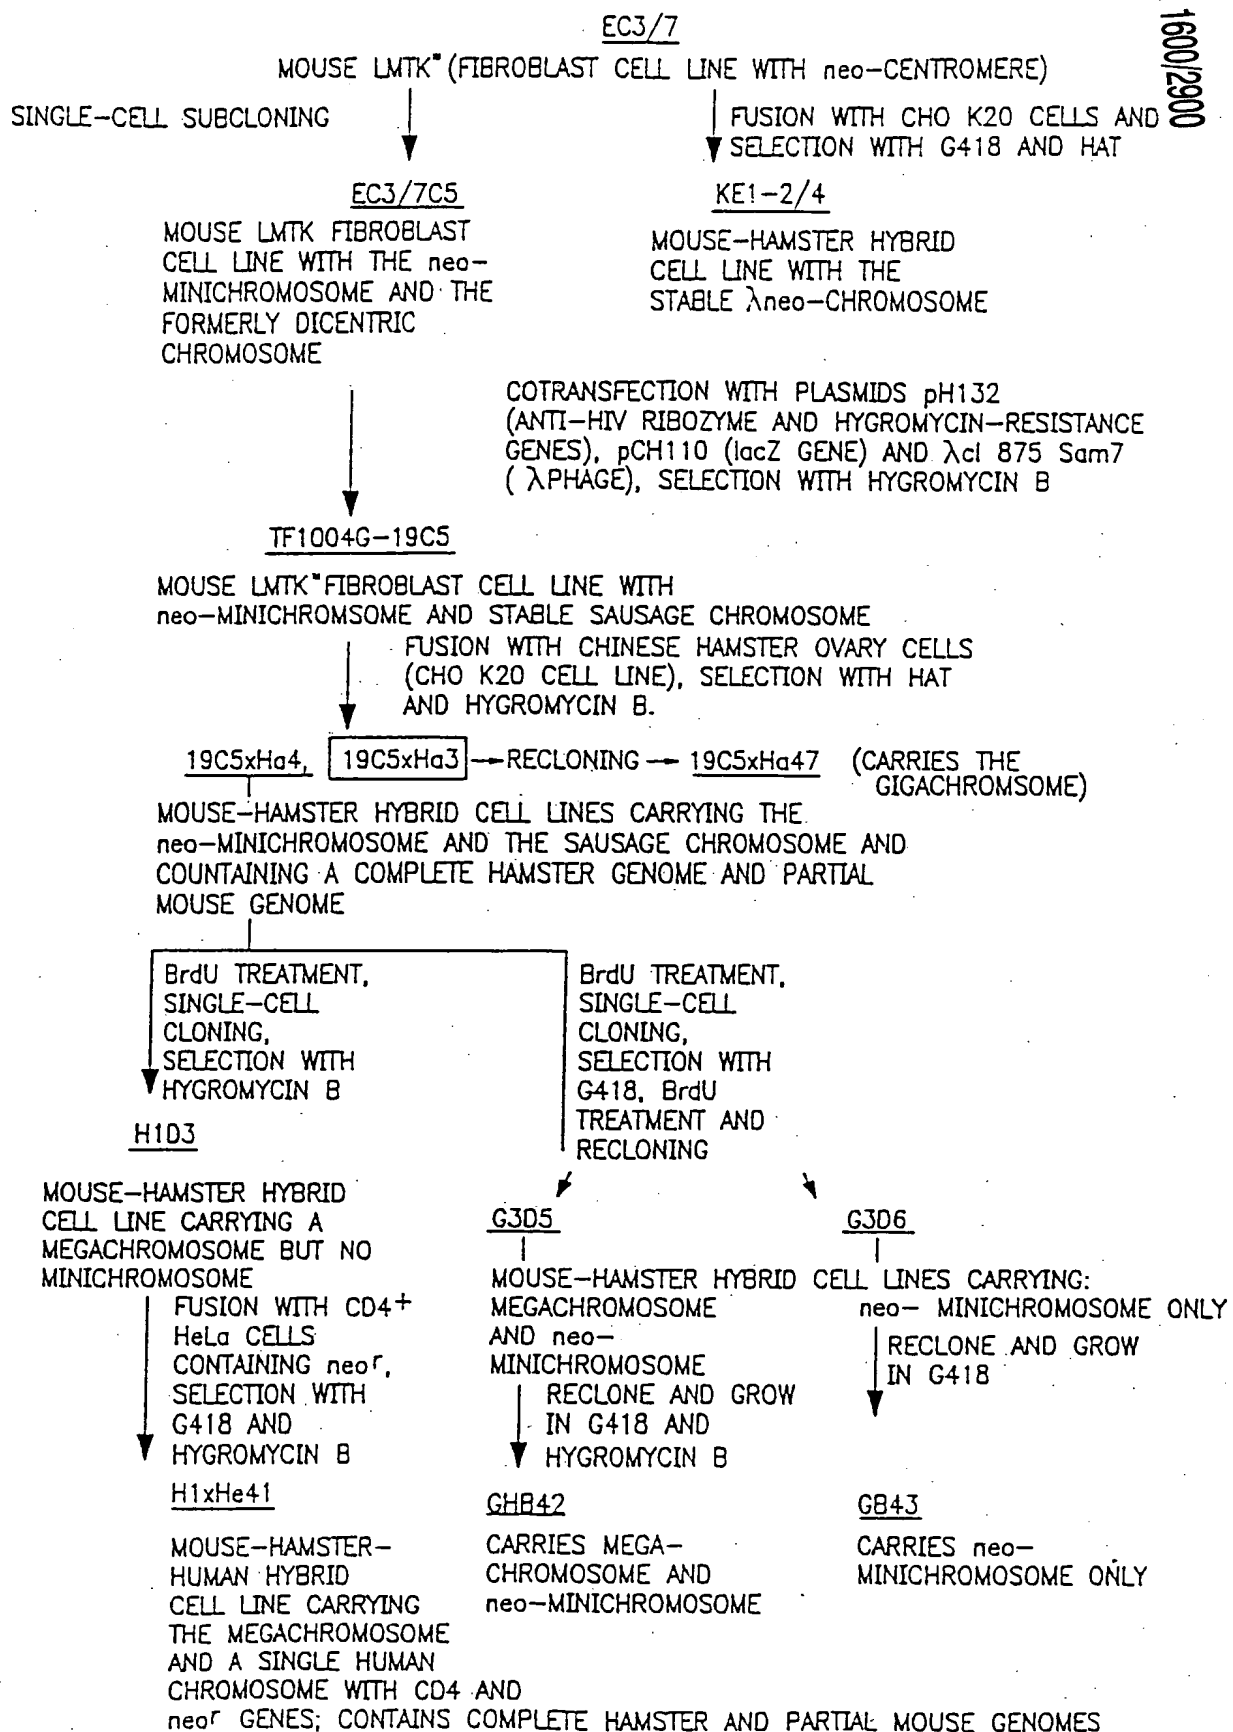 EC3/7
1600/2900
MOUSE LMTK⁻ (FIBROBLAST CELL LINE WITH neo-CENTROMERE)
SINGLE-CELL SUBCLONING
FUSION WITH CHO K20 CELLS AND
SELECTION WITH G418 AND HAT
EC3/7C5
MOUSE LMTK FIBROBLAST
CELL LINE WITH THE neo-
MINICHROMOSOME AND THE
FORMERLY DICENTRIC
CHROMOSOME
KE1-2/4
MOUSE-HAMSTER HYBRID
CELL LINE WITH THE
STABLE λneo-CHROMOSOME
COTRANSFECTION WITH PLASMIDS pH132
(ANTI-HIV RIBOZYME AND HYGROMYCIN-RESISTANCE
GENES), pCH110 (lacZ GENE) AND λcI 875 Sam7
( λPHAGE), SELECTION WITH HYGROMYCIN B
TF1004G-19C5
MOUSE LMTK⁻FIBROBLAST CELL LINE WITH
neo-MINICHROMSOME AND STABLE SAUSAGE CHROMOSOME
FUSION WITH CHINESE HAMSTER OVARY CELLS
(CHO K20 CELL LINE), SELECTION WITH HAT
AND HYGROMYCIN B.
19C5xHa4, 19C5xHa3 RECLONING 19C5xHa47 (CARRIES THE
GIGACHROMSOME)
MOUSE-HAMSTER HYBRID CELL LINES CARRYING THE
neo-MINICHROMOSOME AND THE SAUSAGE CHROMOSOME AND
COUNTAINING A COMPLETE HAMSTER GENOME AND PARTIAL
MOUSE GENOME
BrdU TREATMENT,
SINGLE-CELL
CLONING,
SELECTION WITH
HYGROMYCIN B
BrdU TREATMENT,
SINGLE-CELL
CLONING,
SELECTION WITH
G418, BrdU
TREATMENT AND
RECLONING
H1D3
MOUSE-HAMSTER HYBRID
CELL LINE CARRYING A
MEGACHROMOSOME BUT NO
MINICHROMOSOME
G3D5
G3D6
MOUSE-HAMSTER HYBRID CELL LINES CARRYING:
MEGACHROMOSOME
AND neo-
MINICHROMOSOME
neo- MINICHROMOSOME ONLY
FUSION WITH CD4+
HeLa CELLS
CONTAINING neoʳ,
SELECTION WITH
G418 AND
HYGROMYCIN B
RECLONE AND GROW
IN G418 AND
HYGROMYCIN B
RECLONE AND GROW
IN G418
H1xHe41
MOUSE-HAMSTER-
HUMAN HYBRID
CELL LINE CARRYING
THE MEGACHROMOSOME
AND A SINGLE HUMAN
CHROMOSOME WITH CD4 AND
neoʳ GENES; CONTAINS COMPLETE HAMSTER AND PARTIAL MOUSE GENOMES
GHB42
CARRIES MEGA-
CHROMOSOME AND
neo-MINICHROMOSOME
GB43
CARRIES neo-
MINICHROMOSOME ONLY